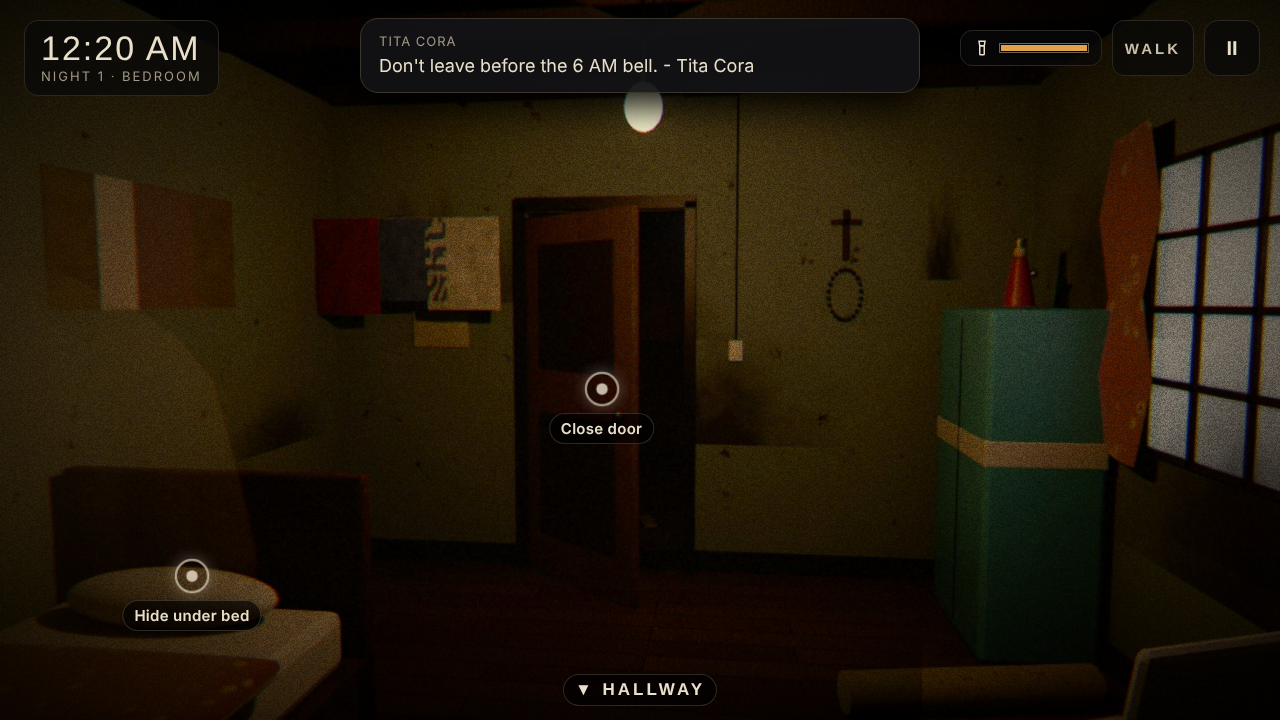 12:20 AM
NIGHT 1 · BEDROOM
TITA CORA
Don't leave before the 6 AM bell. - Tita Cora
WALK
Close door
Hide under bed
▼ HALLWAY